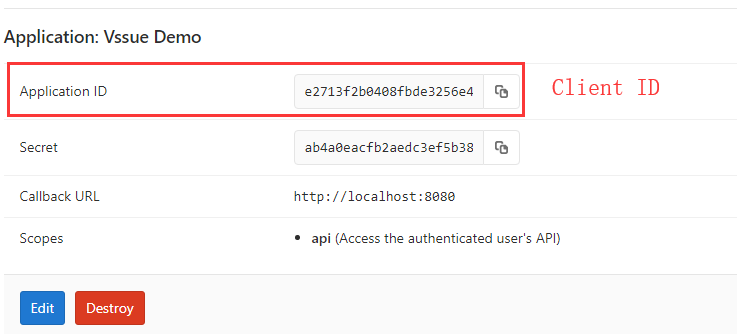 Application: Vssue Demo
Application ID e2713f2b0408fbde3256e4 Client ID
Secret ab4a0eacfb2aedc3ef5b38
Callback URL http://localhost:8080
Scopes • api (Access the authenticated user's API)
Edit Destroy